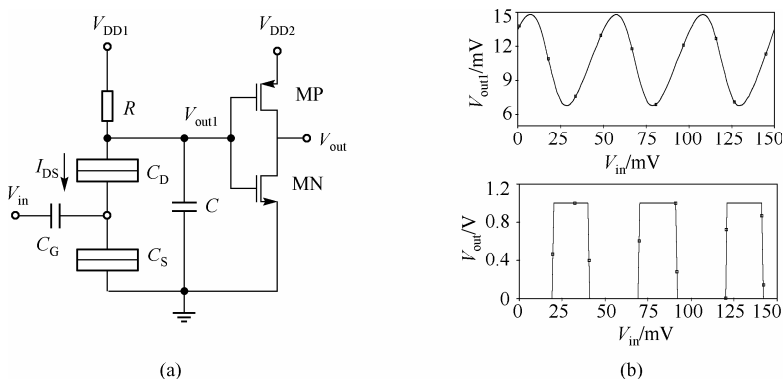 V_DD1
V_DD2
R
V_out1
MP
V_out
I_DS
C_D
MN
V_in
C
C_G
C_S
(a)
V_out1/mV
15
12
9
6
0 25 50 75 100 125 150
V_in/mV
V_out/V
1.2
0.8
0.4
0
25 50 75 100 125 150
V_in/mV
(b)